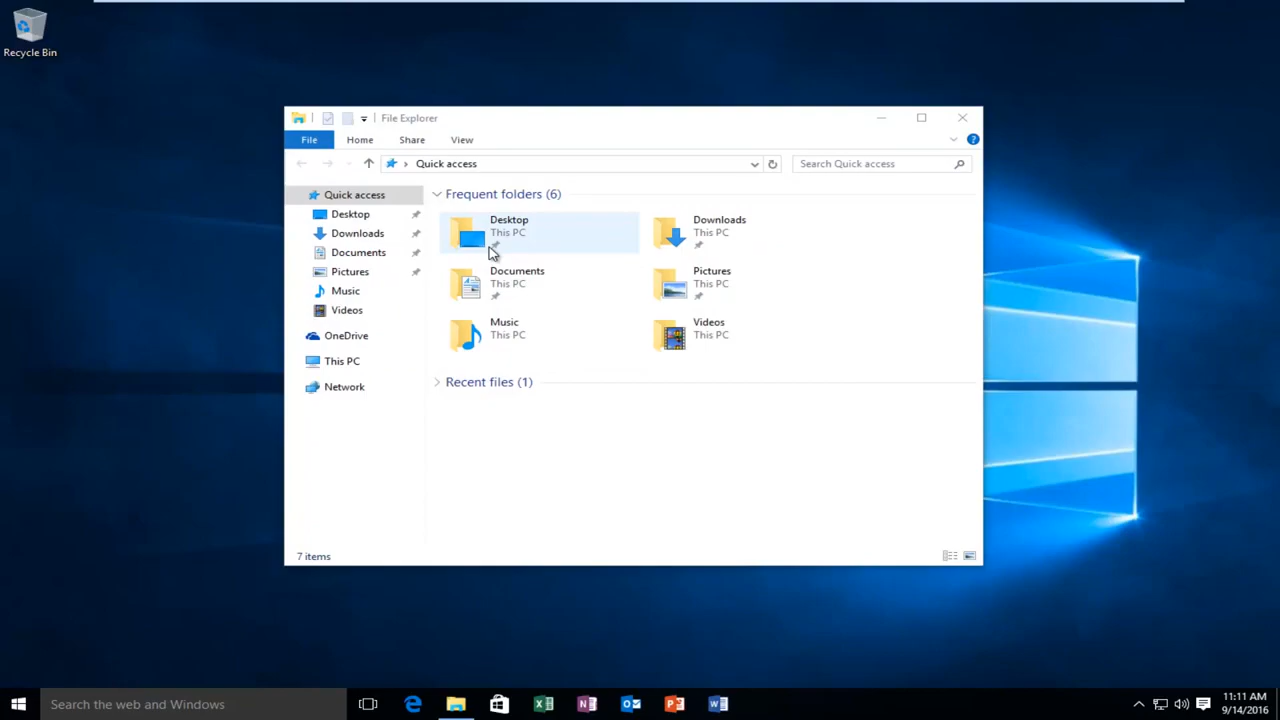 Recycle Bin
File Explorer
File Home Share View
Quick access
Search Quick access
Quick access
Desktop
Downloads
Documents
Pictures
Music
Videos
OneDrive
This PC
Network
Frequent folders (6)
Desktop
This PC
Downloads
This PC
Documents
This PC
Pictures
This PC
Music
This PC
Videos
This PC
Recent files (1)
7 items
Search the web and Windows
11:11 AM
9/14/2016